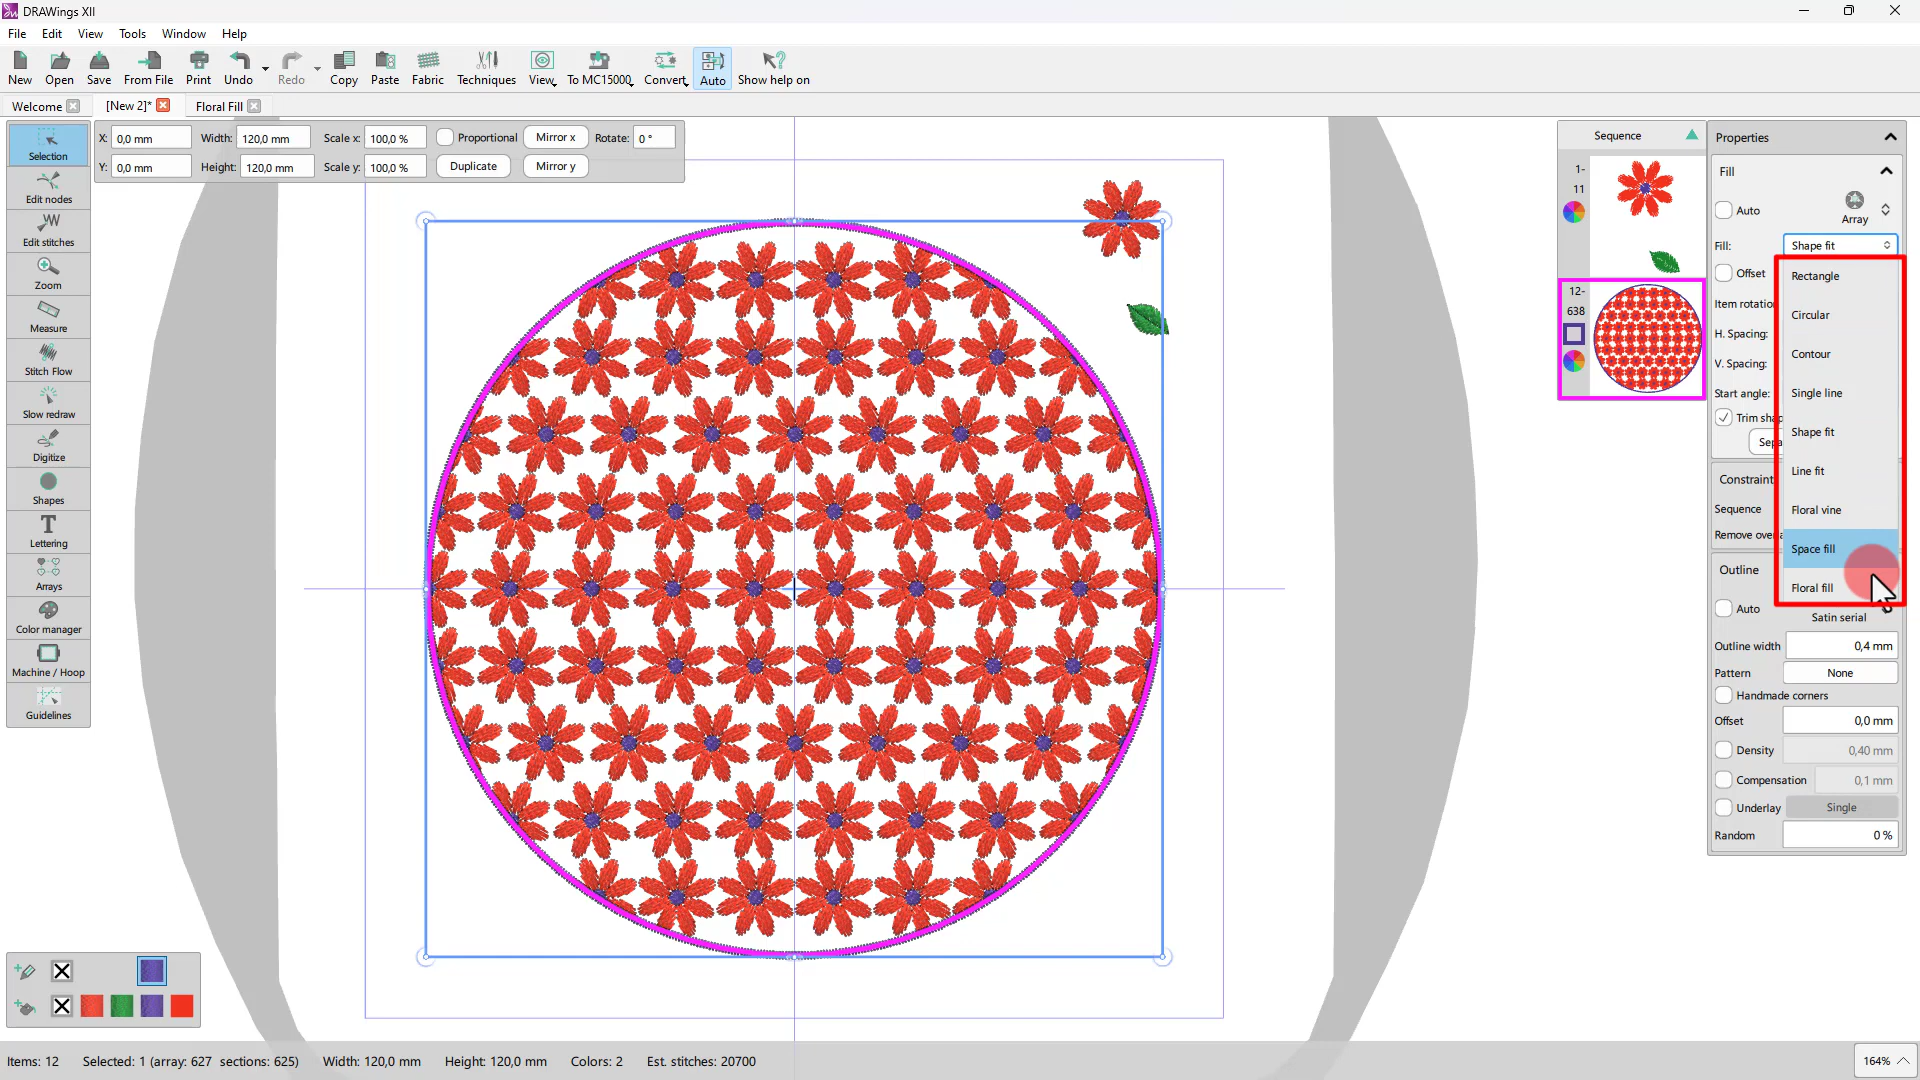 DRAWings XII
File Edit View Tools Window Help
New Open Save From File Print Undo Redo Copy Paste Fabric Techniques View To MC15000 Convert Auto Show help on
Welcome [New 2]* Floral Fill
X: 0,0 mm Width: 120,0 mm Scale x: 100,0 % Proportional Mirror x Rotate: 0 °
Y: 0,0 mm Height: 120,0 mm Scale y: 100,0 % Duplicate Mirror y
Selection
Edit nodes
Edit stitches
Zoom
Measure
Stitch Flow
Slow redraw
Digitize
Shapes
Lettering
Arrays
Color manager
Machine / Hoop
Guidelines
Sequence
1-
11
12-
638
Properties
Fill
Auto Array
Fill: Shape fit
Offset
Item rotatio
H. Spacing:
V. Spacing:
Start angle:
Trim shap
Sepa
Constraint
Sequence
Remove over
Rectangle
Circular
Contour
Single line
Shape fit
Line fit
Floral vine
Space fill
Floral fill
Outline
Auto Satin serial
Outline width 0,4 mm
Pattern None
Handmade corners
Offset 0,0 mm
Density 0,40 mm
Compensation 0,1 mm
Underlay Single
Random 0 %
Items: 12 Selected: 1 (array: 627 sections: 625) Width: 120,0 mm Height: 120,0 mm Colors: 2 Est. stitches: 20700
164%